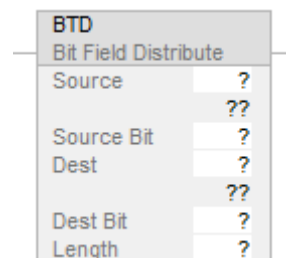 BTD
Bit Field Distribute
Source ?
??
Source Bit ?
Dest ?
??
Dest Bit ?
Length ?